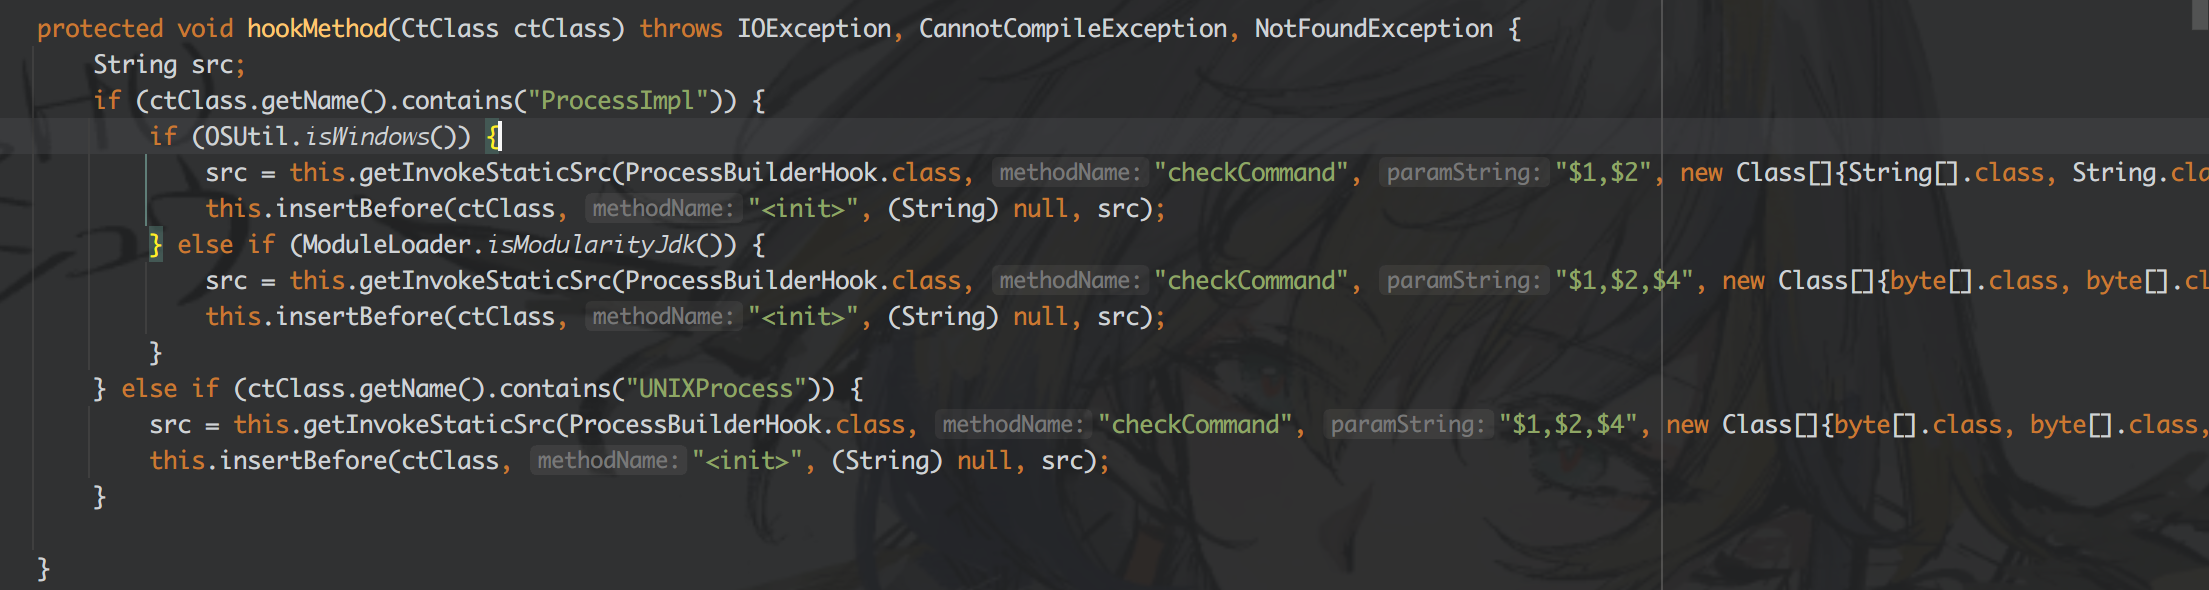 protected void hookMethod(CtClass ctClass) throws IOException, CannotCompileException, NotFoundException {
    String src;
    if (ctClass.getName().contains("ProcessImpl")) {
        if (OSUtil.isWindows()) {
            src = this.getInvokeStaticSrc(ProcessBuilderHook.class, methodName: "checkCommand", paramString: "$1,$2", new Class[]{String[].class, String.cla
            this.insertBefore(ctClass, methodName: "<init>", (String) null, src);
        } else if (ModuleLoader.isModularityJdk()) {
            src = this.getInvokeStaticSrc(ProcessBuilderHook.class, methodName: "checkCommand", paramString: "$1,$2,$4", new Class[]{byte[].class, byte[].cl
            this.insertBefore(ctClass, methodName: "<init>", (String) null, src);
        }
    } else if (ctClass.getName().contains("UNIXProcess")) {
        src = this.getInvokeStaticSrc(ProcessBuilderHook.class, methodName: "checkCommand", paramString: "$1,$2,$4", new Class[]{byte[].class, byte[].class,
        this.insertBefore(ctClass, methodName: "<init>", (String) null, src);
    }
}